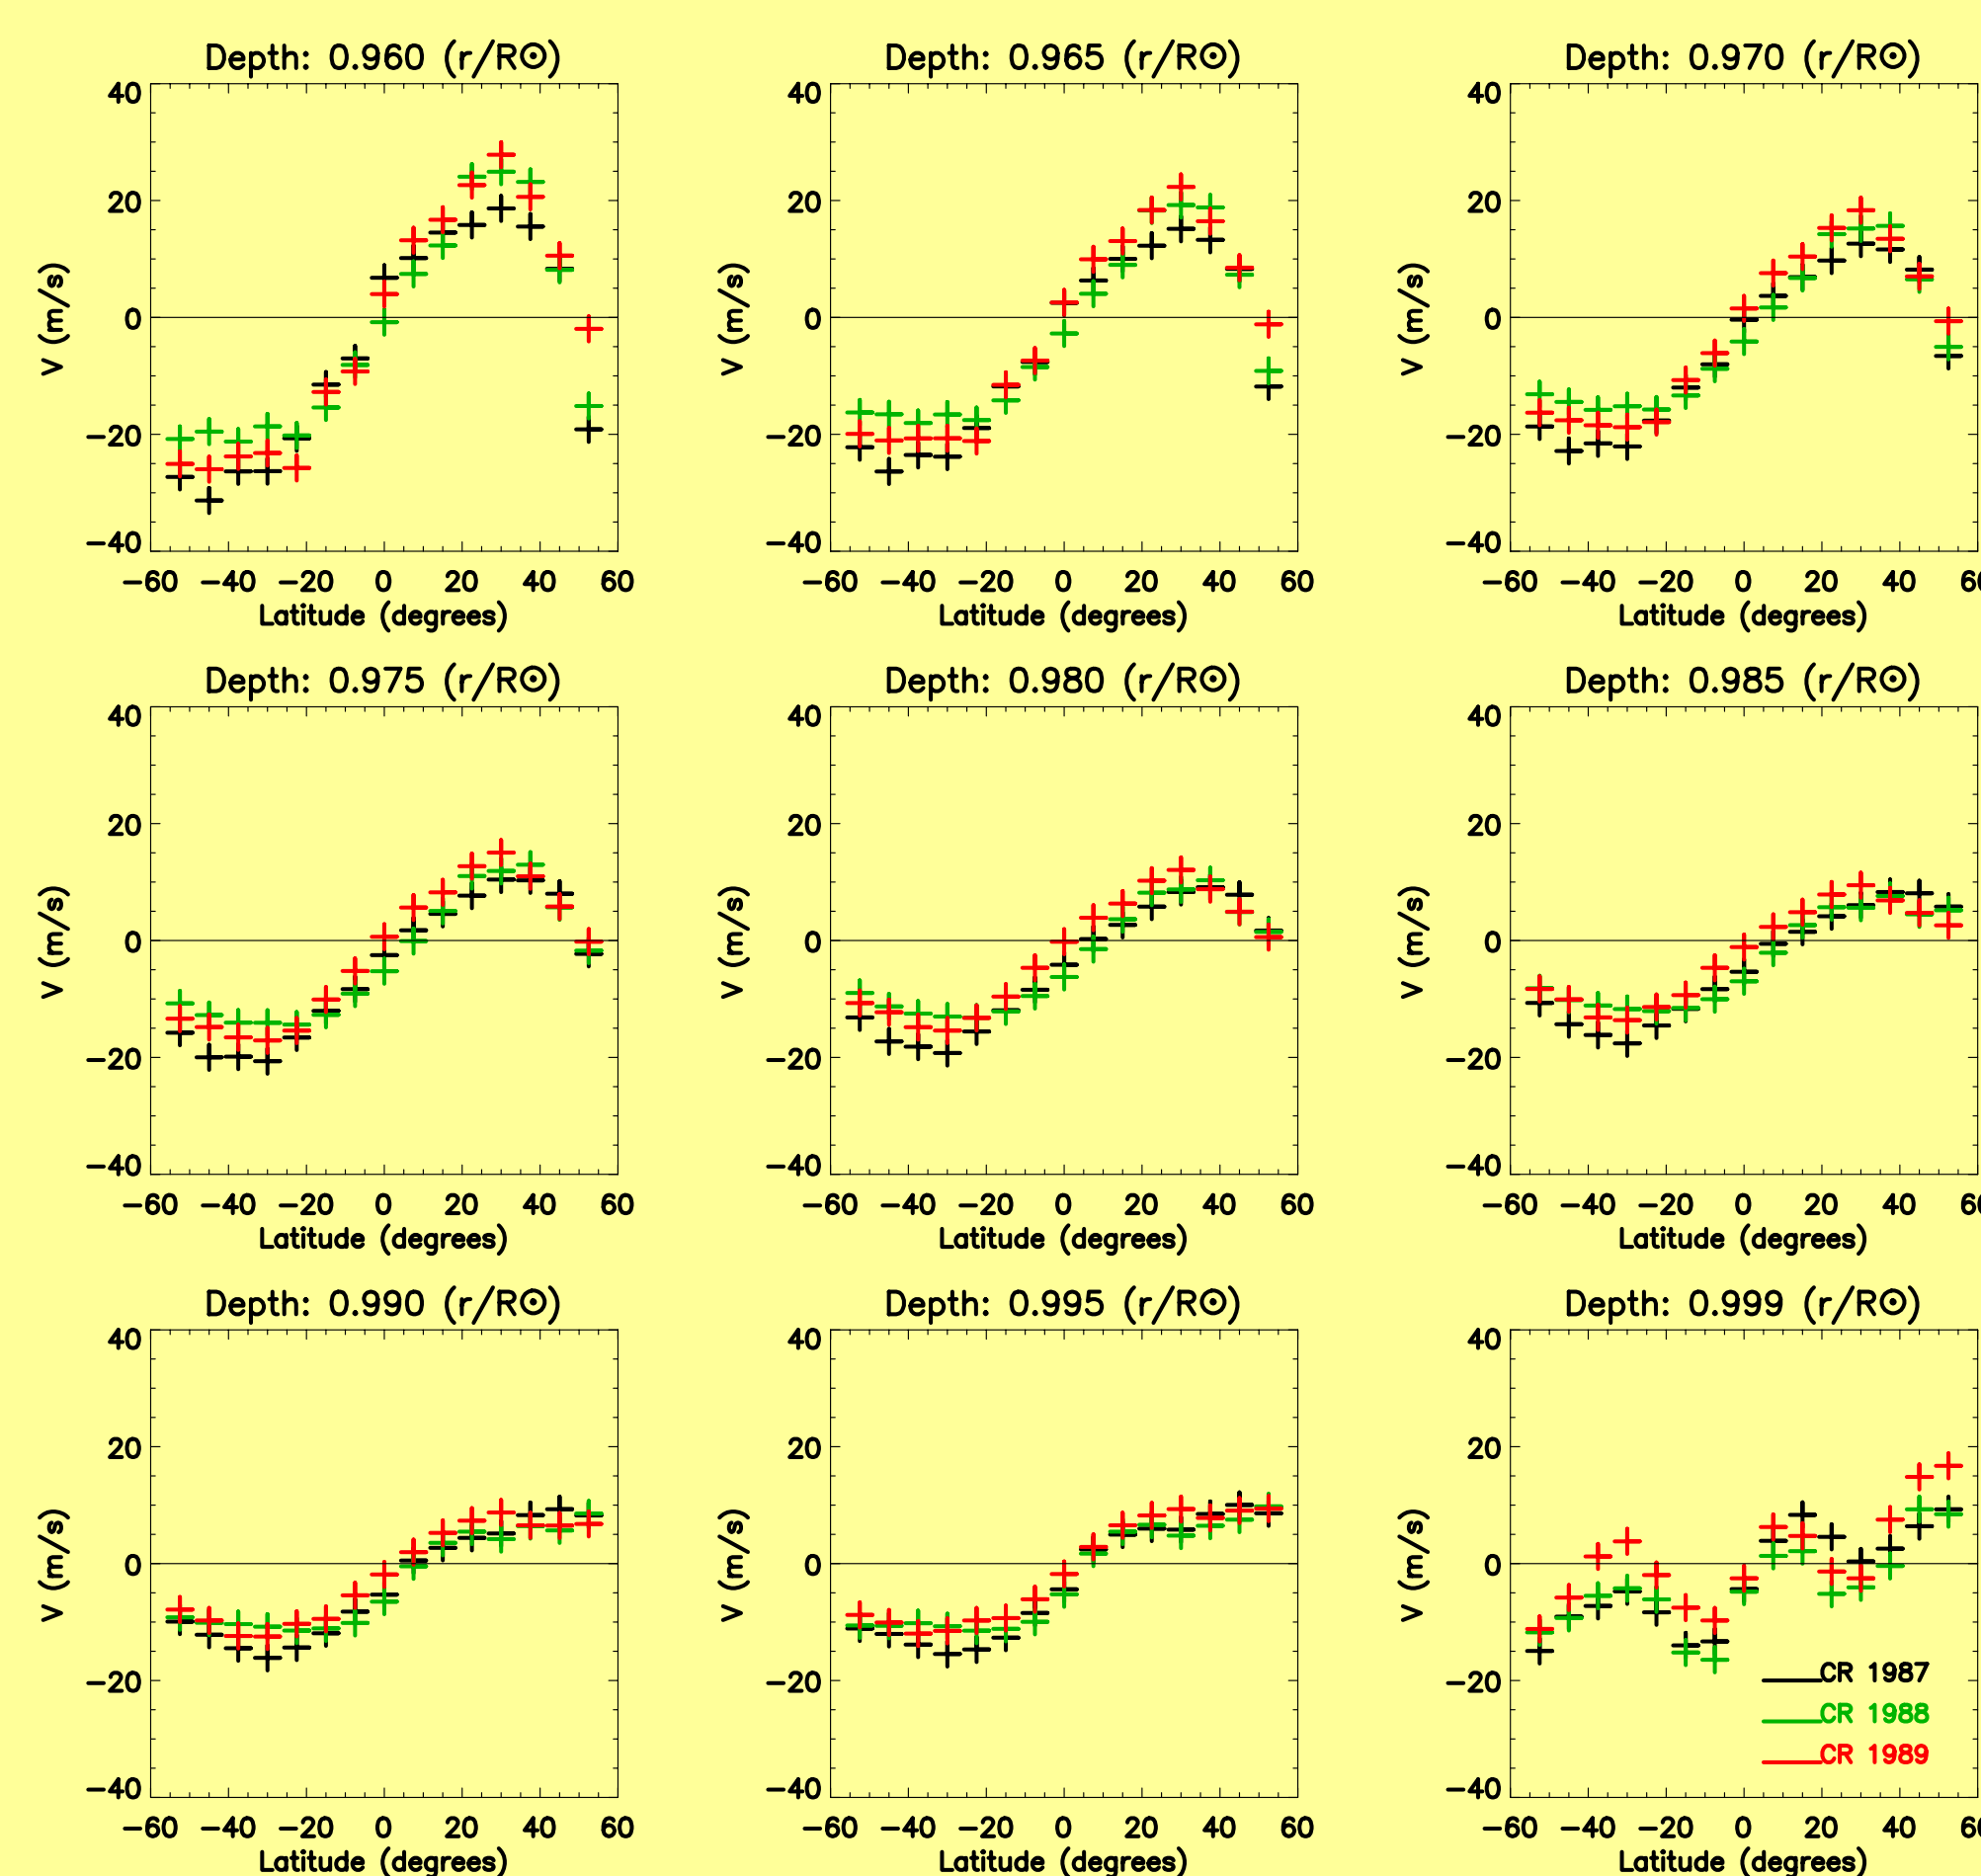 Depth: 0.960 (r/R⊙)
Depth: 0.965 (r/R⊙)
Depth: 0.970 (r/R⊙)
40 20 0 −20 −40
V (m/s)
−60 −40 −20 0 20 40 60
Latitude (degrees)
40 20 0 −20 −40
V (m/s)
−60 −40 −20 0 20 40 60
Latitude (degrees)
40 20 0 −20 −40
V (m/s)
−60 −40 −20 0 20 40 6
Latitude (degrees)
Depth: 0.975 (r/R⊙)
Depth: 0.980 (r/R⊙)
Depth: 0.985 (r/R⊙)
40 20 0 −20 −40
V (m/s)
−60 −40 −20 0 20 40 60
Latitude (degrees)
40 20 0 −20 −40
V (m/s)
−60 −40 −20 0 20 40 60
Latitude (degrees)
40 20 0 −20 −40
V (m/s)
−60 −40 −20 0 20 40 6
Latitude (degrees)
Depth: 0.990 (r/R⊙)
Depth: 0.995 (r/R⊙)
Depth: 0.999 (r/R⊙)
40 20 0 −20 −40
V (m/s)
−60 −40 −20 0 20 40 60
Latitude (degrees)
40 20 0 −20 −40
V (m/s)
−60 −40 −20 0 20 40 60
Latitude (degrees)
40 20 0 −20 −40
V (m/s)
CR 1987
CR 1988
CR 1989
−60 −40 −20 0 20 40 6
Latitude (degrees)